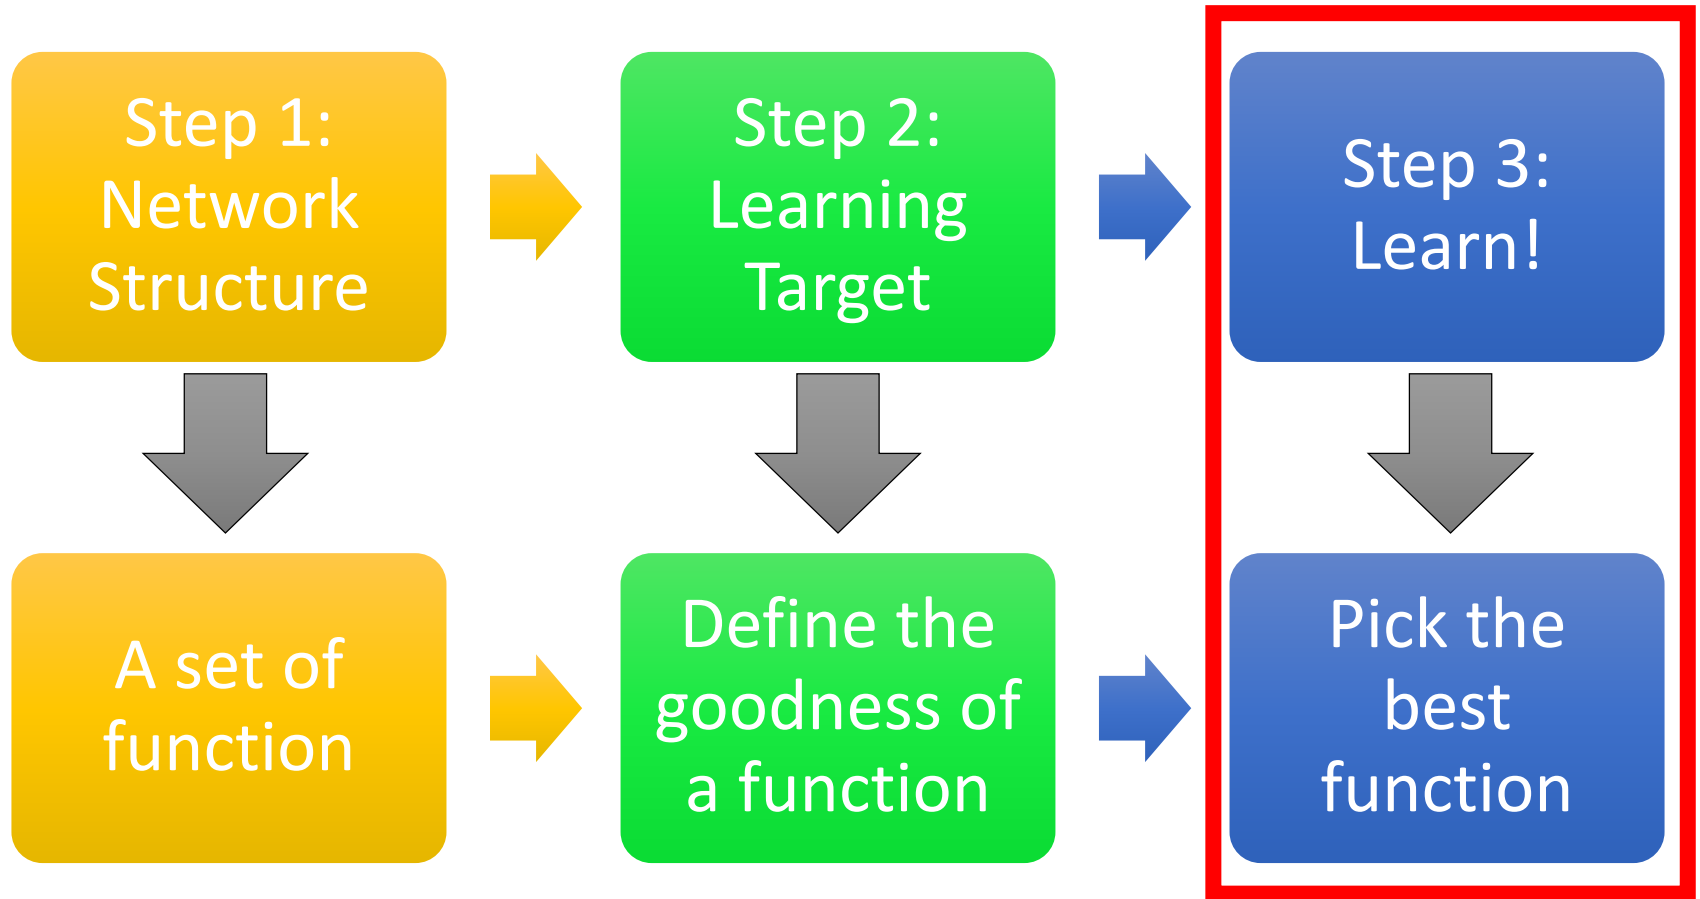 Step 1:
Network
Structure
Step 2:
Learning
Target
Step 3:
Learn!
A set of
function
Define the
goodness of
a function
Pick the
best
function